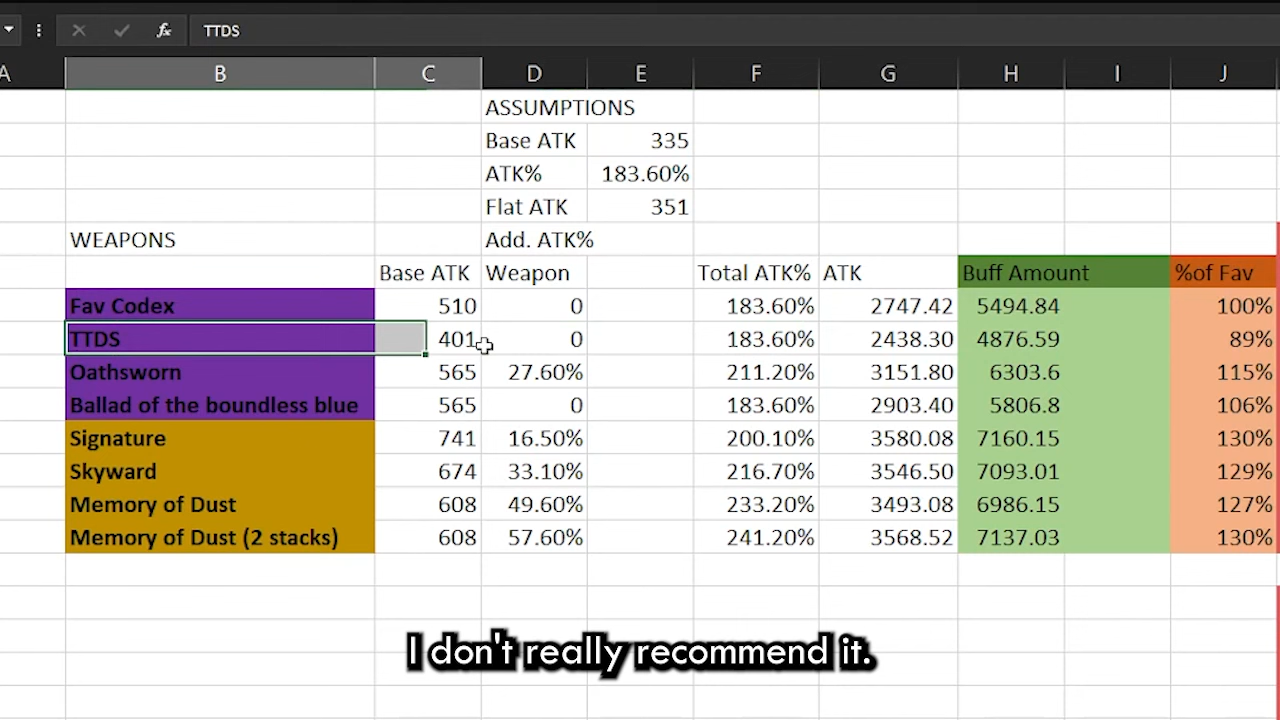 fx TTDS
A B C D E F G H I J
ASSUMPTIONS
Base ATK 335
ATK% 183.60%
Flat ATK 351
WEAPONS Add. ATK%
Base ATK Weapon Total ATK% ATK Buff Amount %of Fav
Fav Codex 510 0 183.60% 2747.42 5494.84 100%
TTDS 401 0 183.60% 2438.30 4876.59 89%
Oathsworn 565 27.60% 211.20% 3151.80 6303.6 115%
Ballad of the boundless blue 565 0 183.60% 2903.40 5806.8 106%
Signature 741 16.50% 200.10% 3580.08 7160.15 130%
Skyward 674 33.10% 216.70% 3546.50 7093.01 129%
Memory of Dust 608 49.60% 233.20% 3493.08 6986.15 127%
Memory of Dust (2 stacks) 608 57.60% 241.20% 3568.52 7137.03 130%
I don't really recommend it.